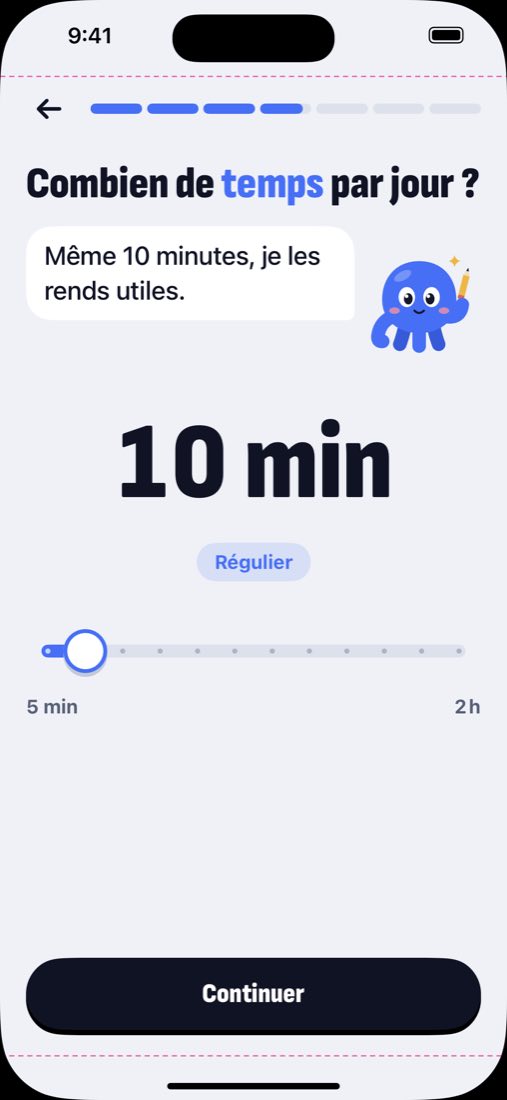 9:41
Combien de temps par jour ?
Même 10 minutes, je les
rends utiles.
10 min
Régulier
5 min
2 h
Continuer